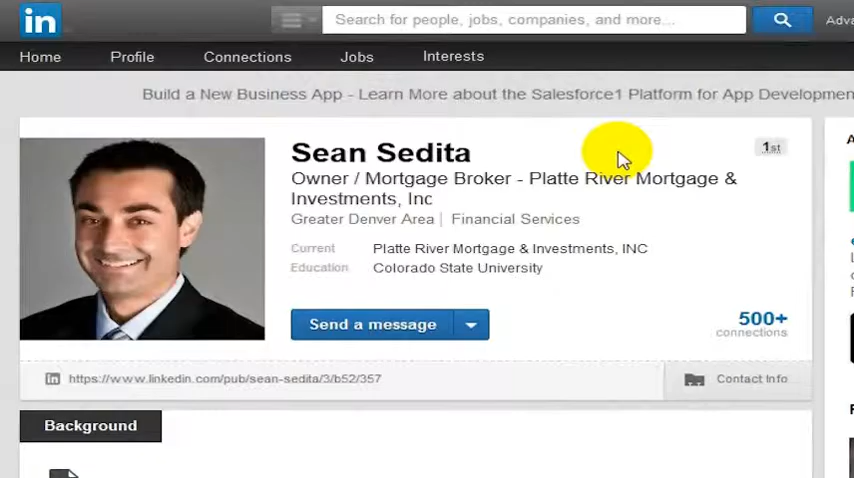 in
Search for people, jobs, companies, and more...
Home Profile Connections Jobs Interests
Build a New Business App - Learn More about the Salesforce1 Platform for App
Sean Sedita
1st
Owner / Mortgage Broker - Platte River Mortgage &
Investments, Inc
Greater Denver Area | Financial Services
Current Platte River Mortgage & Investments, INC
Education Colorado State University
Send a message
500+
connections
https://www.linkedin.com/pub/sean-sedita/3/b52/357
Contact Info
Background